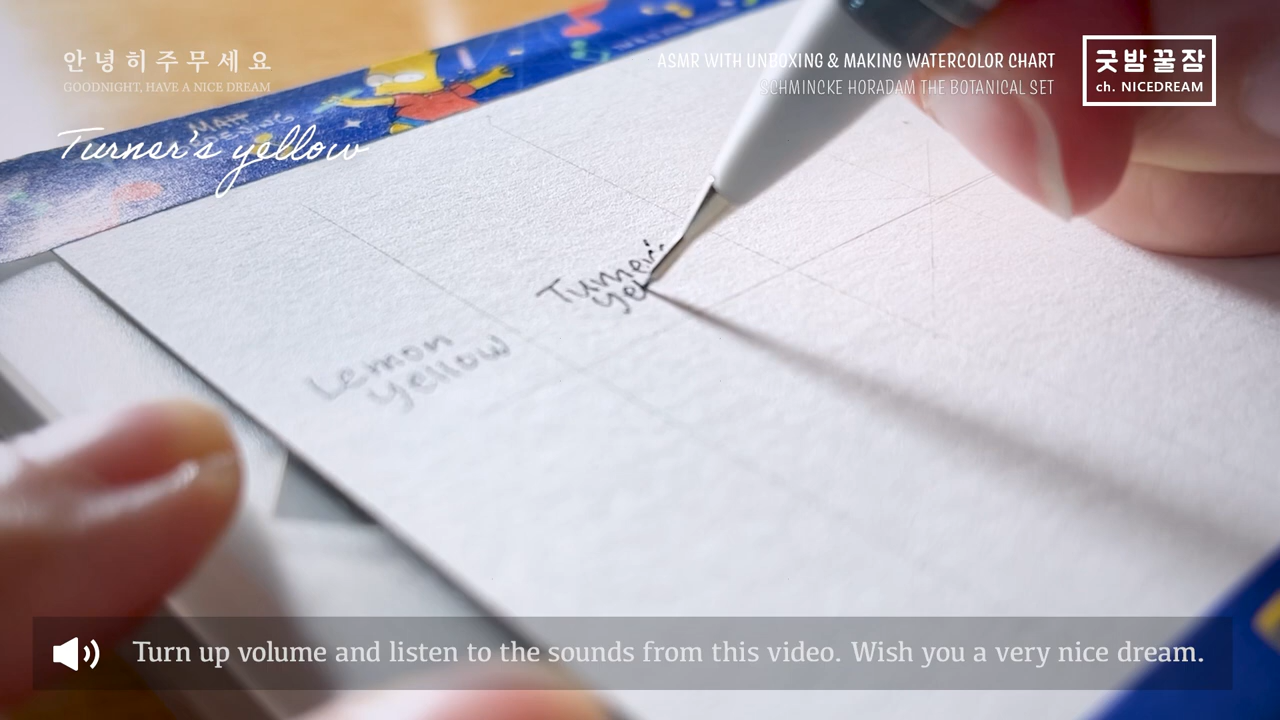 안녕히주무세요
GOODNIGHT, HAVE A NICE DREAM
Turner's yellow
ASMR WITH UNBOXING & MAKING WATERCOLOR CHART
SCHMINCKE HORADAM THE BOTANICAL SET
굿밤꿀잠
ch. NICEDREAM
Turner's
yel
Lemon
yellow
Turn up volume and listen to the sounds from this video. Wish you a very nice dream.